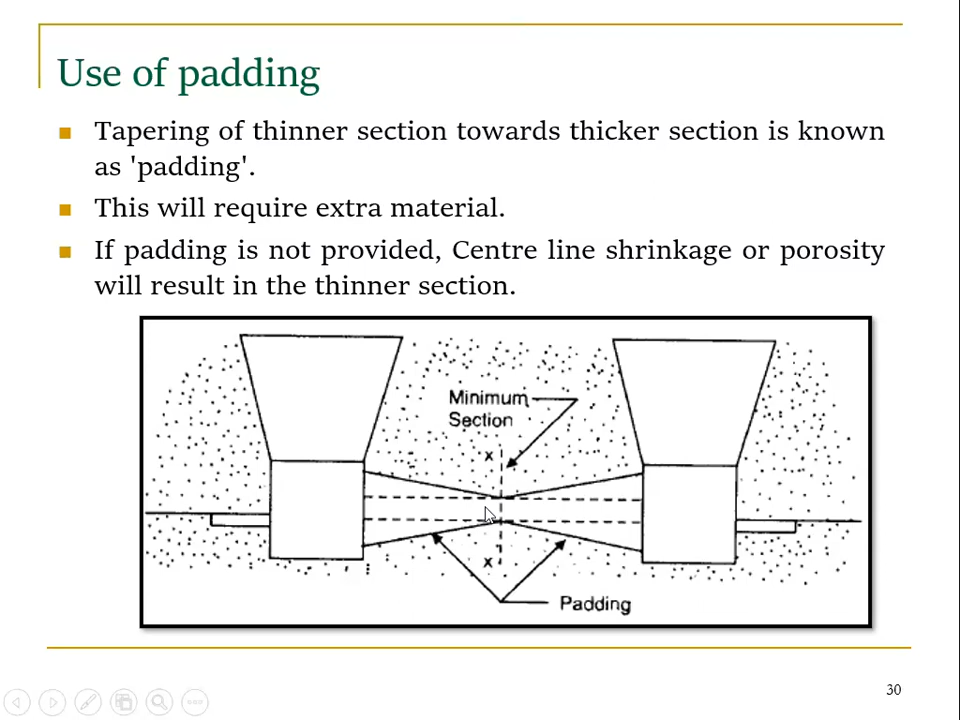 Use of padding
Tapering of thinner section towards thicker section is known
as 'padding'.
This will require extra material.
If padding is not provided, Centre line shrinkage or porosity
will result in the thinner section.
Minimum
Section
x
x
Padding
30